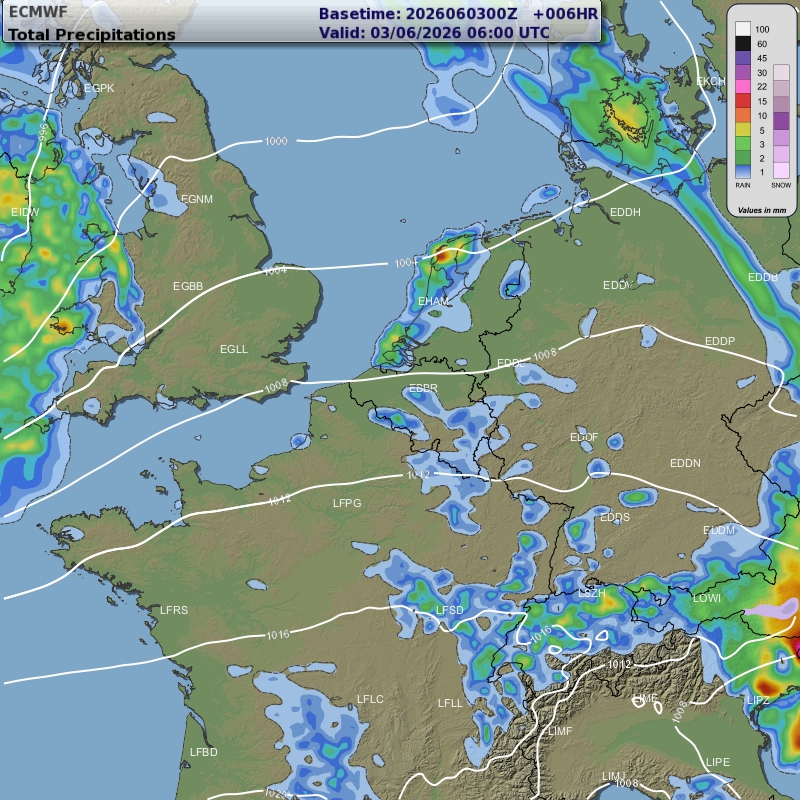 ECMWF
Basetime: 2026060300Z +006HR
Total Precipitations
Valid: 03/06/2026 06:00 UTC
100
60
45
30
22
15
10
5
3
2
1
RAIN
SNOW
Values in mm
EGPK
EKCH
996
1000
EGNM
EIDW
EDDH
1004
1004
EDDB
EGBB
EHAM
EGLL
EDDP
1008
1008
EBBR
EDDF
EDDN
1012
1012
LFPG
EDDS
EDDM
LSZH
LOWI
LFRS
LFSD
1016
1016
1012
LFLC
LFLL
LIPZ
1008
LIMF
LFBD
LIPE
LIMJ
1008